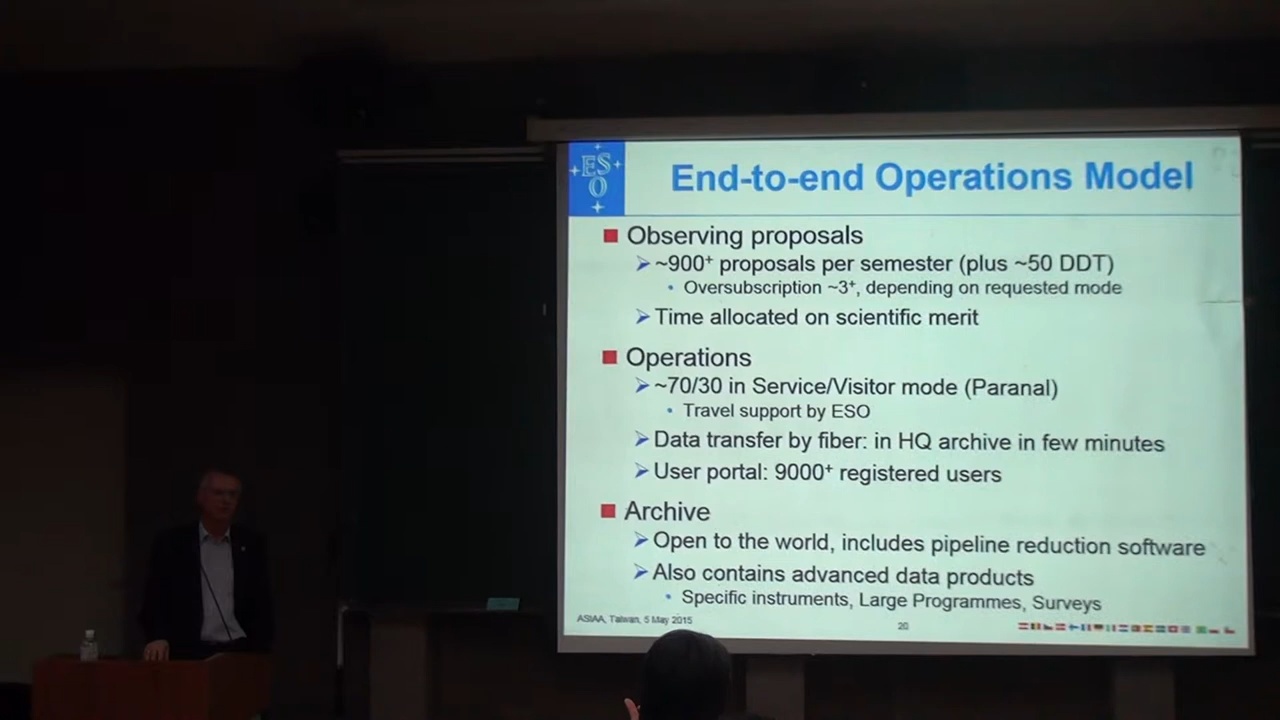 ES
O
End-to-end Operations Model
Observing proposals
~900⁺ proposals per semester (plus ~50 DDT)
Oversubscription ~3⁺, depending on requested mode
Time allocated on scientific merit
Operations
~70/30 in Service/Visitor mode (Paranal)
Travel support by ESO
Data transfer by fiber: in HQ archive in few minutes
User portal: 9000⁺ registered users
Archive
Open to the world, includes pipeline reduction software
Also contains advanced data products
Specific instruments, Large Programmes, Surveys
ASIAA, Taiwan, 5 May 2015
20